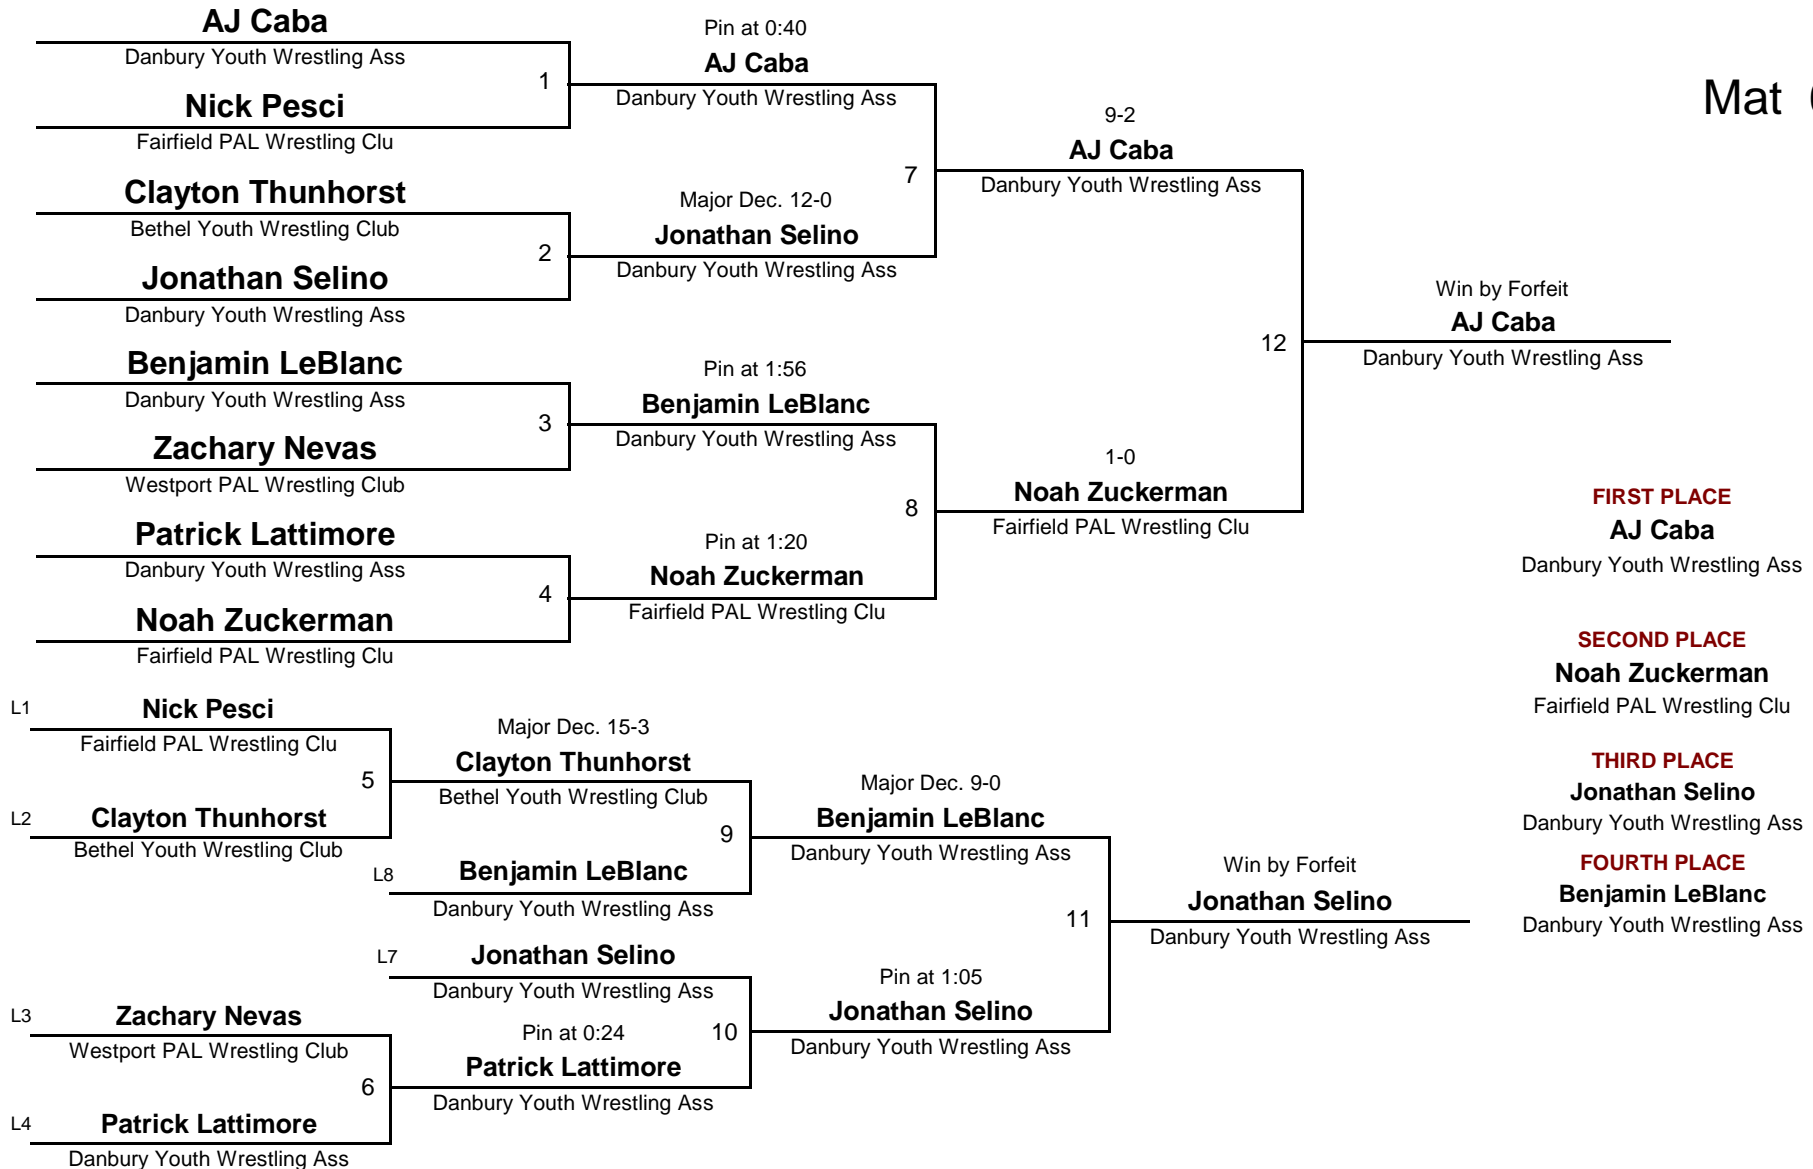 AJ Caba
Danbury Youth Wrestling Ass
1
Nick Pesci
Fairfield PAL Wrestling Clu
Clayton Thunhorst
Bethel Youth Wrestling Club
2
Jonathan Selino
Danbury Youth Wrestling Ass
Benjamin LeBlanc
Danbury Youth Wrestling Ass
3
Zachary Nevas
Westport PAL Wrestling Club
Patrick Lattimore
Danbury Youth Wrestling Ass
4
Noah Zuckerman
Fairfield PAL Wrestling Clu
Pin at 0:40
AJ Caba
Danbury Youth Wrestling Ass
7
Major Dec. 12-0
Jonathan Selino
Danbury Youth Wrestling Ass
Pin at 1:56
Benjamin LeBlanc
Danbury Youth Wrestling Ass
8
Pin at 1:20
Noah Zuckerman
Fairfield PAL Wrestling Clu
9-2
AJ Caba
Danbury Youth Wrestling Ass
12
1-0
Noah Zuckerman
Fairfield PAL Wrestling Clu
Win by Forfeit
AJ Caba
Danbury Youth Wrestling Ass
Mat
FIRST PLACE
AJ Caba
Danbury Youth Wrestling Ass
SECOND PLACE
Noah Zuckerman
Fairfield PAL Wrestling Clu
THIRD PLACE
Jonathan Selino
Danbury Youth Wrestling Ass
FOURTH PLACE
Benjamin LeBlanc
Danbury Youth Wrestling Ass
L1 Nick Pesci
Fairfield PAL Wrestling Clu
5
L2 Clayton Thunhorst
Bethel Youth Wrestling Club
Major Dec. 15-3
Clayton Thunhorst
Bethel Youth Wrestling Club
9
L8 Benjamin LeBlanc
Danbury Youth Wrestling Ass
L7 Jonathan Selino
Danbury Youth Wrestling Ass
10
L3 Zachary Nevas
Westport PAL Wrestling Club
6
L4 Patrick Lattimore
Danbury Youth Wrestling Ass
Pin at 0:24
Patrick Lattimore
Danbury Youth Wrestling Ass
Major Dec. 9-0
Benjamin LeBlanc
Danbury Youth Wrestling Ass
11
Pin at 1:05
Jonathan Selino
Danbury Youth Wrestling Ass
Win by Forfeit
Jonathan Selino
Danbury Youth Wrestling Ass